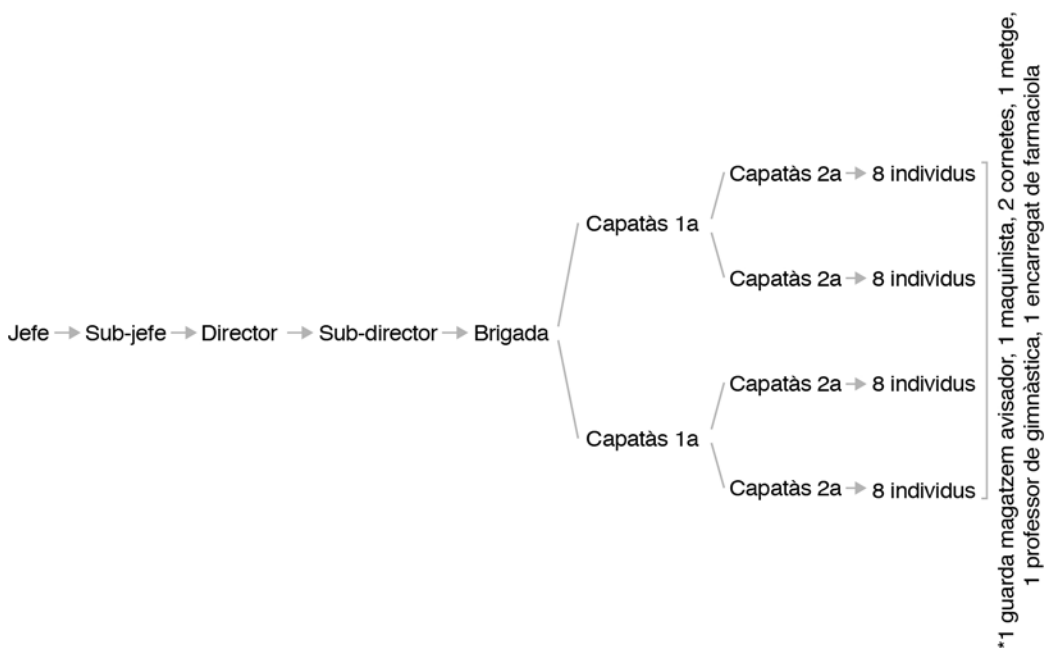 Jefe
Sub-jefe
Director
Sub-director
Brigada
Capatàs 1a
Capatàs 2a
8 individus
Capatàs 2a
8 individus
Capatàs 1a
Capatàs 2a
8 individus
Capatàs 2a
8 individus
*1 guarda magatzem avisador, 1 maquinista, 2 cornetes, 1 metge,
1 professor de gimnàstica, 1 encarregat de farmaciola